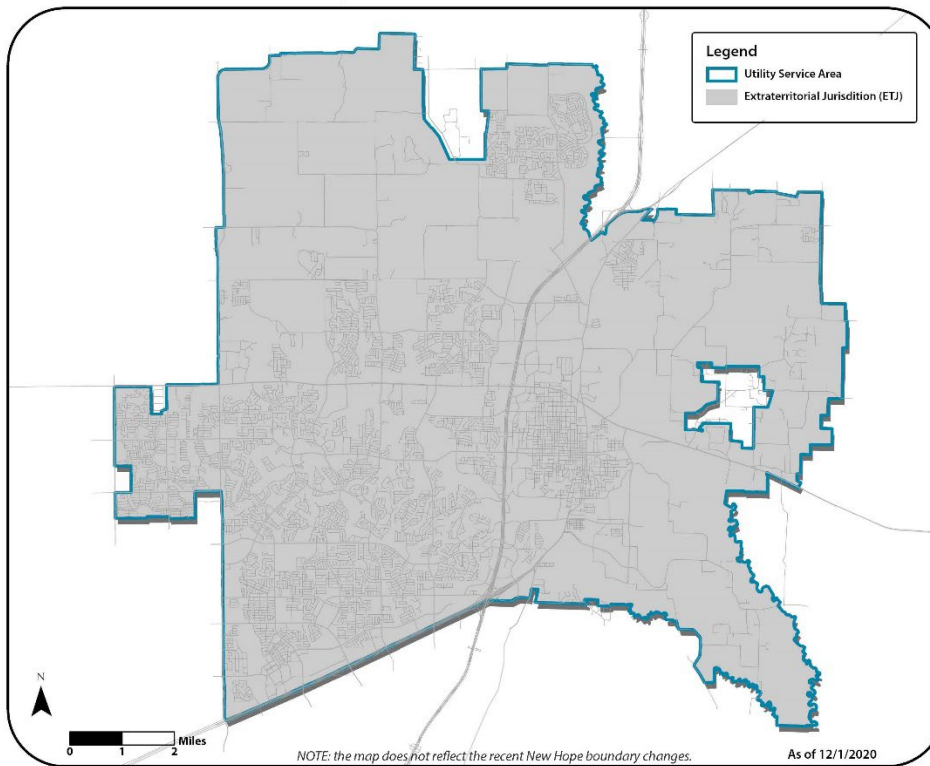 Legend
Utility Service Area
Extraterritorial Jurisdition (ETJ)
N
0 1 2 Miles
NOTE: the map does not reflect the recent New Hope boundary changes.
As of 12/1/2020